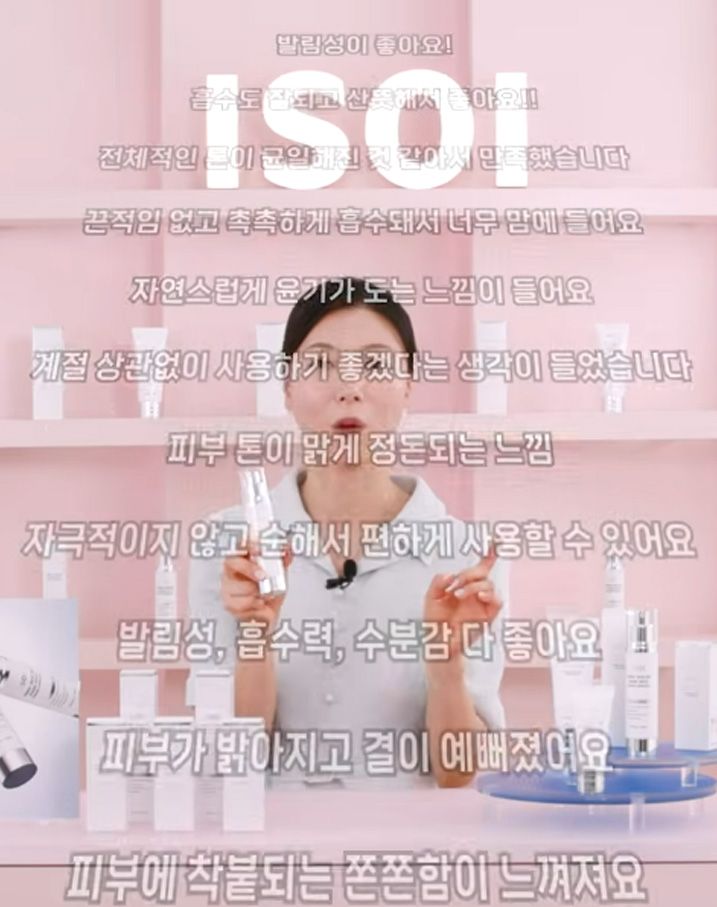 발림성이 좋아요!
ISOI
흡수도 잘되고 산뜻해서 좋아요!!
전체적인 톤이 균일해진 것 같아서 만족했습니다
끈적임 없고 촉촉하게 흡수돼서 너무 맘에 들어요
자연스럽게 윤기가 도는 느낌이 들어요
계절 상관없이 사용하기 좋겠다는 생각이 들었습니다
피부 톤이 맑게 정돈되는 느낌
자극적이지 않고 순해서 편하게 사용할 수 있어요
발림성, 흡수력, 수분감 다 좋아요
피부가 밝아지고 결이 예뻐졌어요
피부에 착붙되는 쫀쫀함이 느껴져요